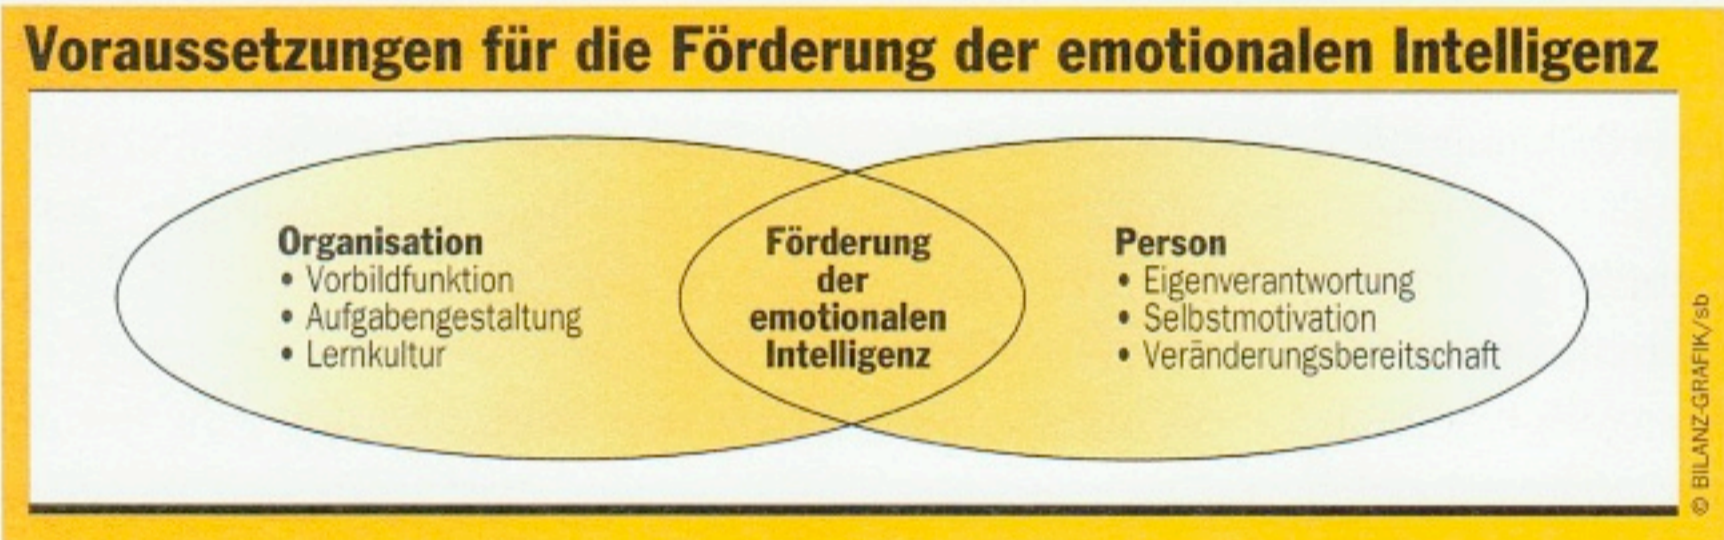 Voraussetzungen für die Förderung der emotionalen Intelligenz
Organisation
• Vorbildfunktion
• Aufgabengestaltung
• Lernkultur
Förderung
der
emotionalen
Intelligenz
Person
• Eigenverantwortung
• Selbstmotivation
• Veränderungsbereitschaft
© BILANZ-GRAFIK/sb